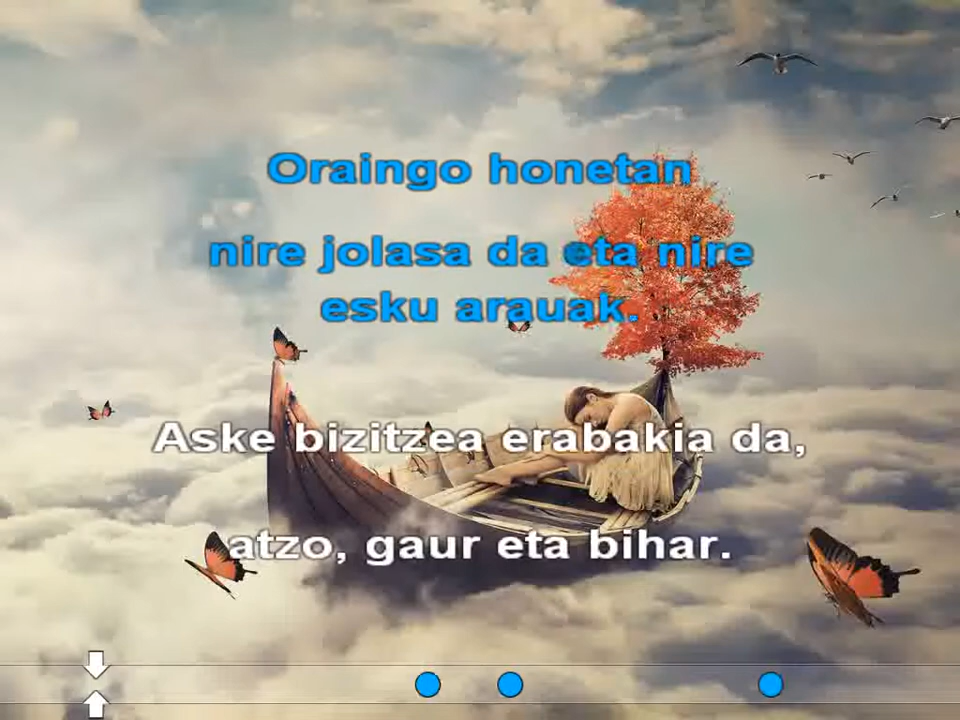 Oraingo honetan
nire jolasa da eta nire
esku arauak.
Aske bizitzea erabakia da,
atzo, gaur eta bihar.